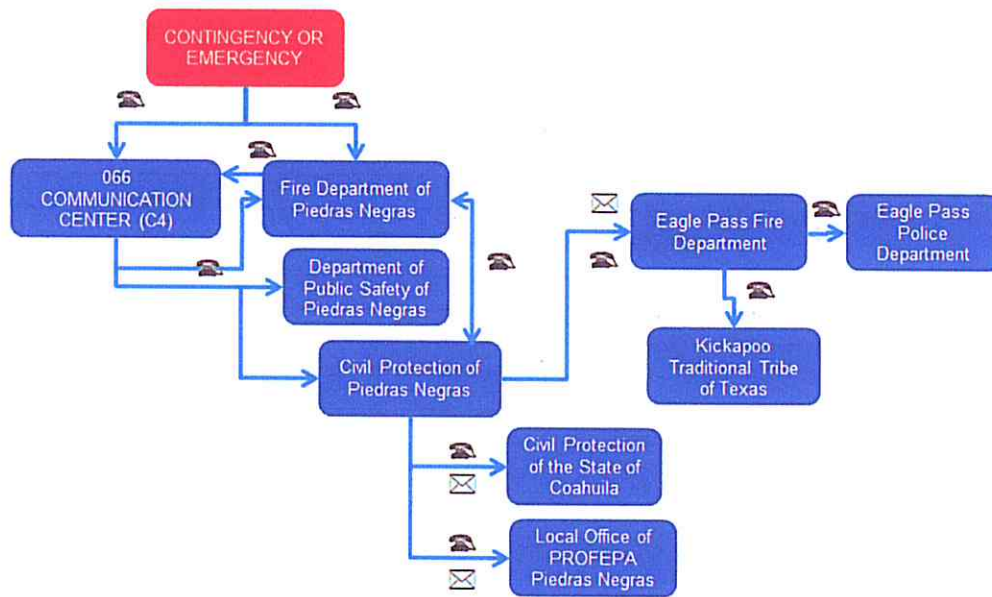 CONTINGENCY OR
EMERGENCY
066
COMMUNICATION
CENTER (C4)
Fire Department of
Piedras Negras
Department of
Public Safety of
Piedras Negras
Civil Protection of
Piedras Negras
Eagle Pass Fire
Department
Eagle Pass
Police
Department
Kickapoo
Traditional Tribe
of Texas
Civil Protection
of the State of
Coahuila
Local Office of
PROFEPA
Piedras Negras